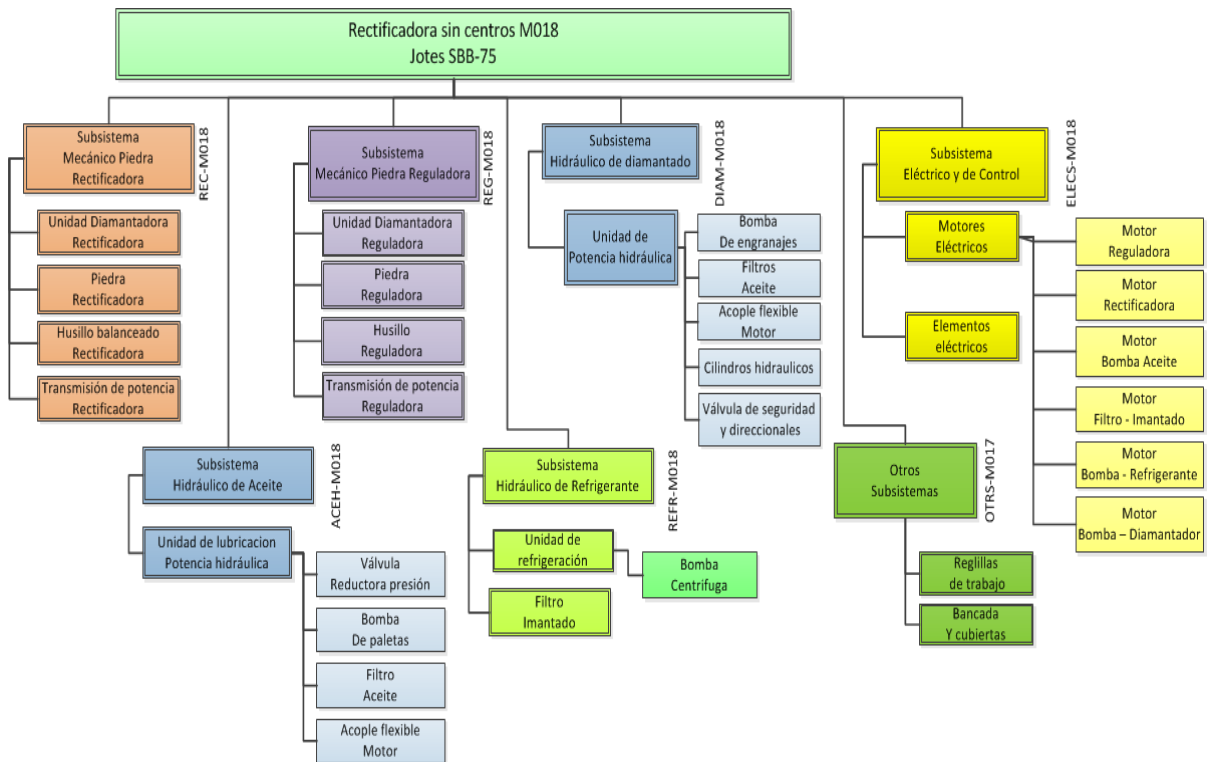 Rectificadora sin centros M018
Jotes SBB-75
Subsistema
Mecánico Piedra
Rectificadora
REC-M018
Unidad Diamantadora
Rectificadora
Piedra
Rectificadora
Husillo balanceado
Rectificadora
Transmisión de potencia
Rectificadora
Subsistema
Mecánico Piedra Reguladora
REG-M018
Unidad Diamantadora
Reguladora
Piedra
Reguladora
Husillo
Reguladora
Transmisión de potencia
Reguladora
Subsistema
Hidráulico de diamantado
DIAM-M018
Unidad de
Potencia hidráulica
Bomba
De engranajes
Filtros
Aceite
Acople flexible
Motor
Cilindros hidraulicos
Válvula de seguridad
y direccionales
Subsistema
Eléctrico y de Control
ELECS-M018
Motores
Eléctricos
Elementos
eléctricos
Motor
Reguladora
Motor
Rectificadora
Motor
Bomba Aceite
Motor
Filtro - Imantado
Motor
Bomba - Refrigerante
Motor
Bomba – Diamantador
Subsistema
Hidráulico de Aceite
ACEH-M018
Unidad de lubricacion
Potencia hidráulica
Válvula
Reductora presión
Bomba
De paletas
Filtro
Aceite
Acople flexible
Motor
Subsistema
Hidráulico de Refrigerante
REFR-M018
Unidad de
refrigeración
Bomba
Centrifuga
Filtro
Imantado
Otros
Subsistemas
OTRS-M017
Reglillas
de trabajo
Bancada
Y cubiertas